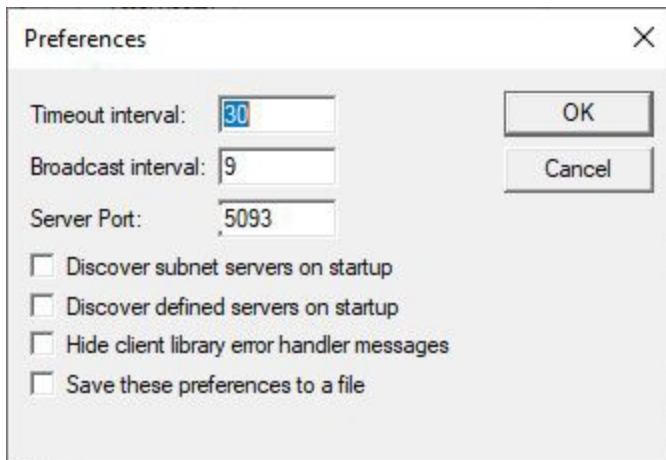 Preferences
Timeout interval: 30
OK
Broadcast interval: 9
Cancel
Server Port: 5093
Discover subnet servers on startup
Discover defined servers on startup
Hide client library error handler messages
Save these preferences to a file